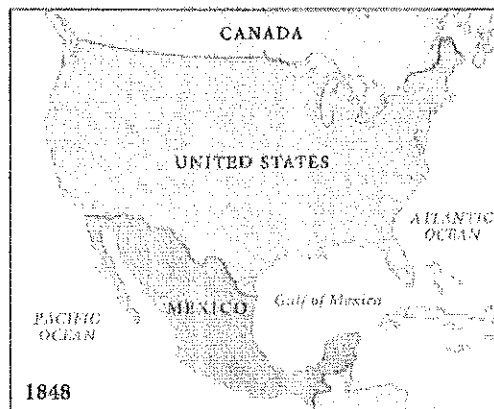 CANADA
UNITED STATES
ATLANTIC
OCEAN
MEXICO
Gulf of Mexico
PACIFIC
OCEAN
1848